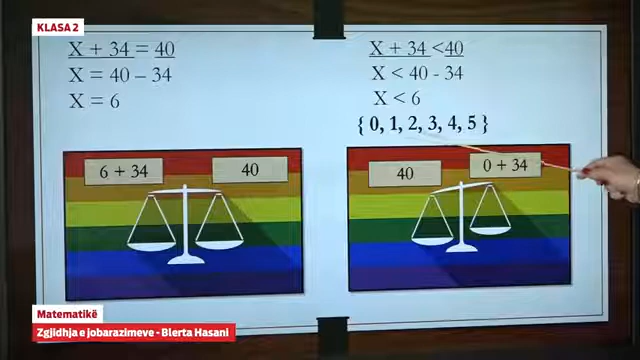 KLASA 2
X + 34 = 40
X = 40 – 34
X = 6
6 + 34
40
X + 34 <40
X < 40 - 34
X < 6
{ 0, 1, 2, 3, 4, 5 }
40
0 + 34
Matematikë
Zgjidhja e jobarazimeve - Blerta Hasani